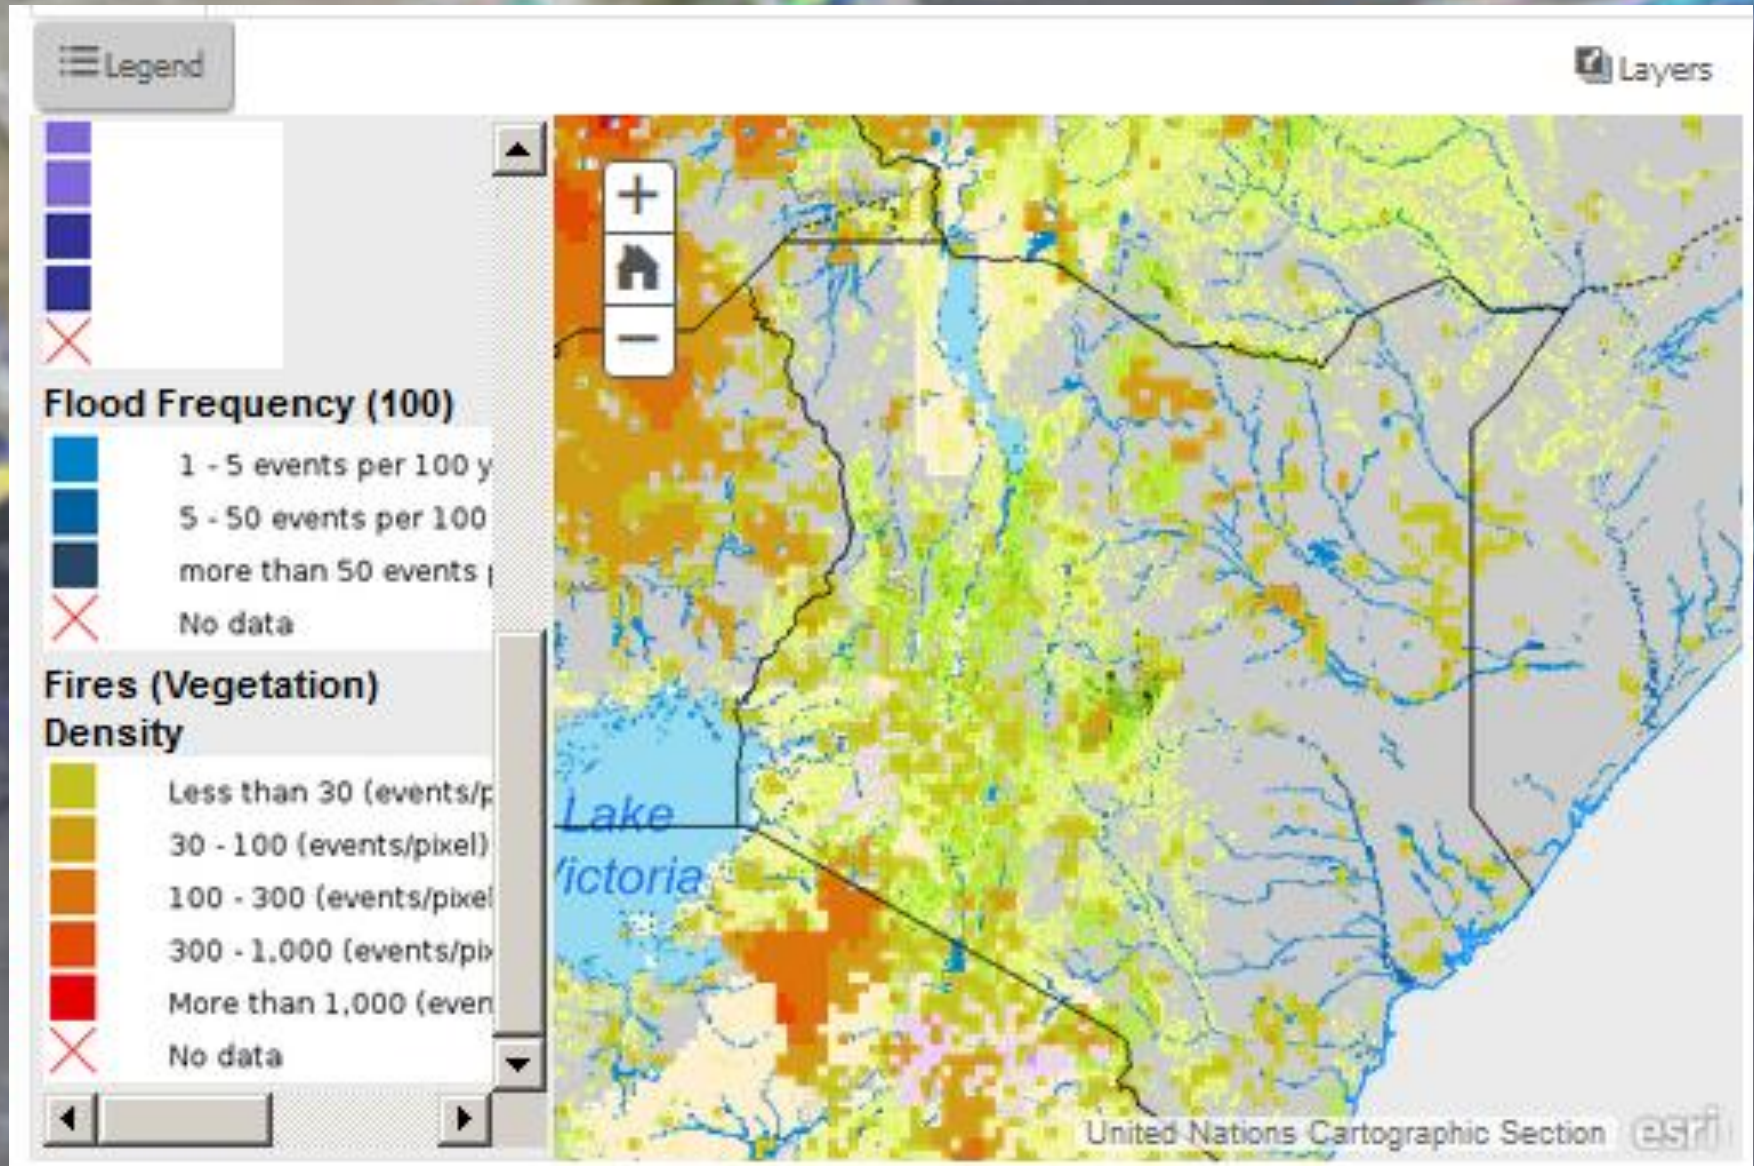 Legend
Layers
Flood Frequency (100)
1 - 5 events per 100 y
5 - 50 events per 100
more than 50 events
No data
Fires (Vegetation)
Density
Less than 30 (events/p
30 - 100 (events/pixel)
100 - 300 (events/pixel
300 - 1,000 (events/pix
More than 1,000 (even
No data
Lake
Victoria
United Nations Cartographic Section esri